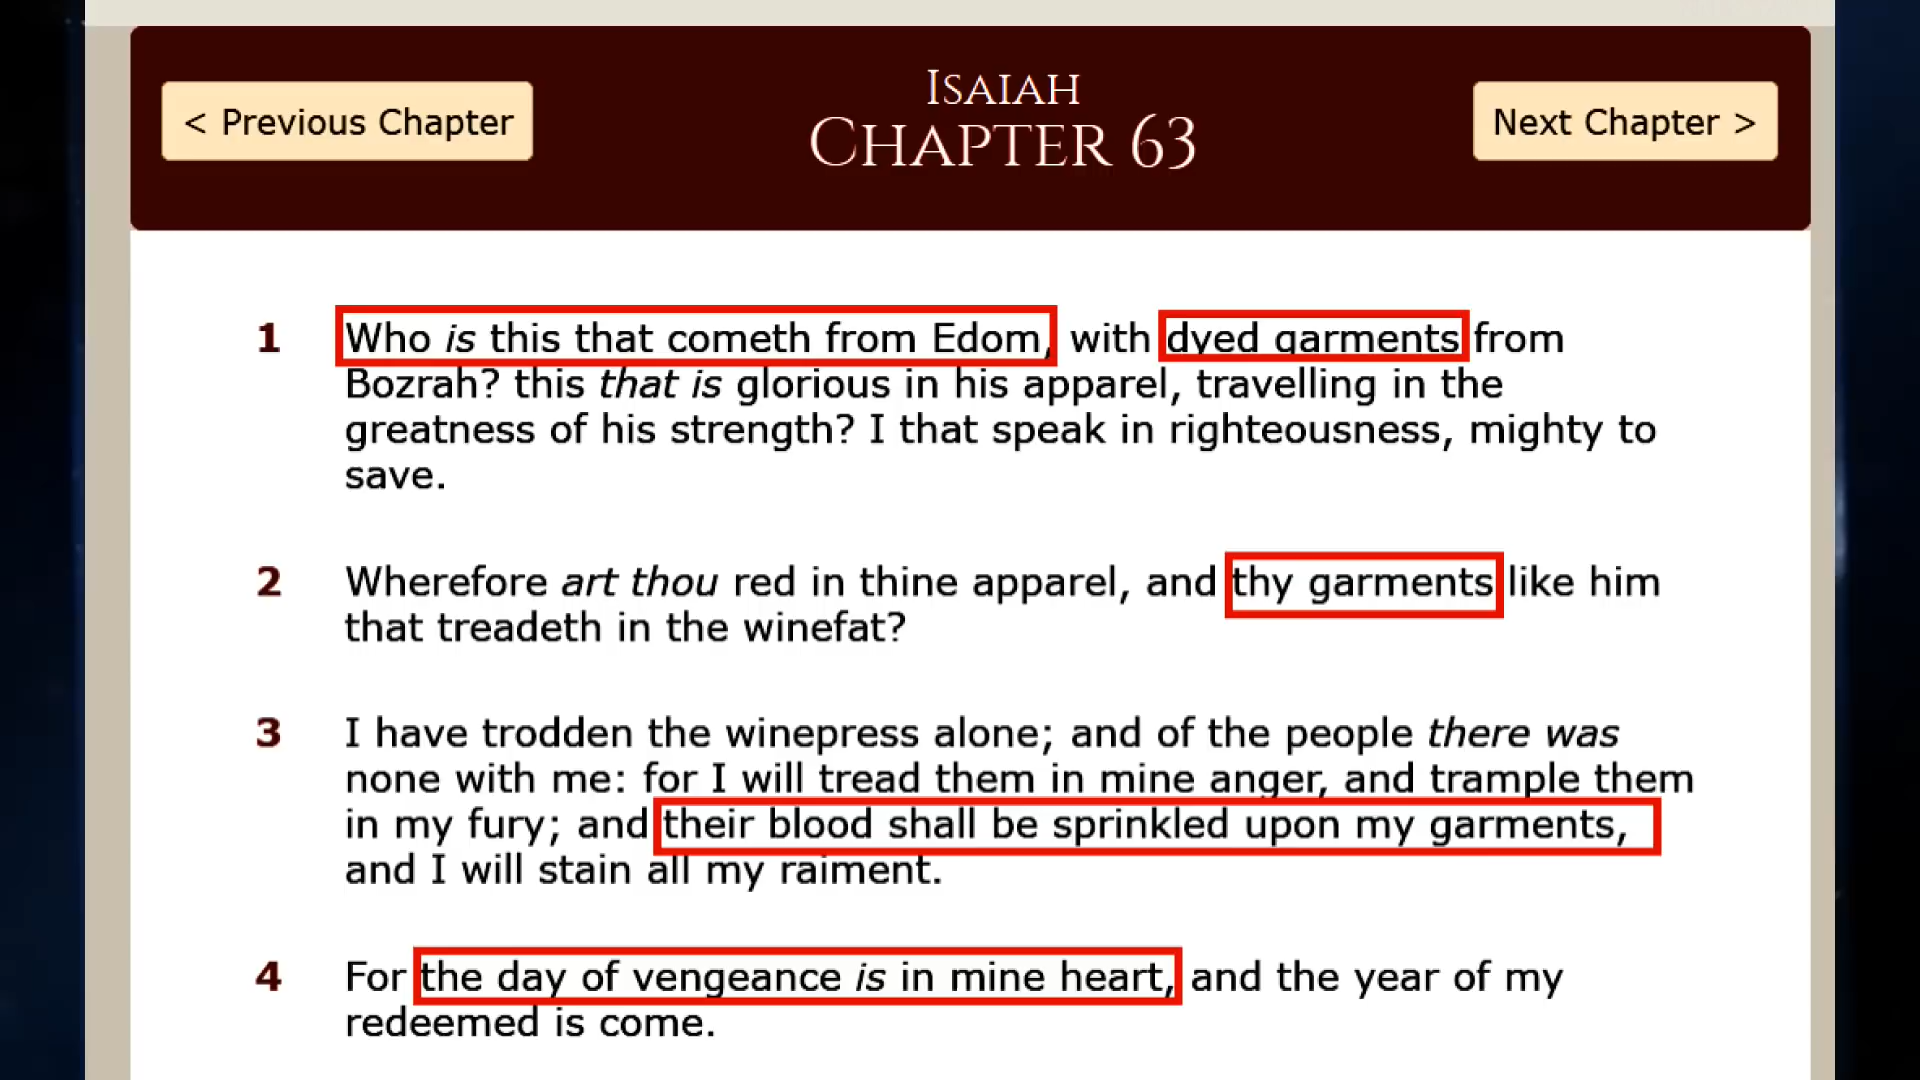 < Previous Chapter
ISAIAH
CHAPTER 63
Next Chapter >
1 Who is this that cometh from Edom, with dyed garments from
Bozrah? this that is glorious in his apparel, travelling in the
greatness of his strength? I that speak in righteousness, mighty to
save.
2 Wherefore art thou red in thine apparel, and thy garments like him
that treadeth in the winefat?
3 I have trodden the winepress alone; and of the people there was
none with me: for I will tread them in mine anger, and trample them
in my fury; and their blood shall be sprinkled upon my garments,
and I will stain all my raiment.
4 For the day of vengeance is in mine heart, and the year of my
redeemed is come.